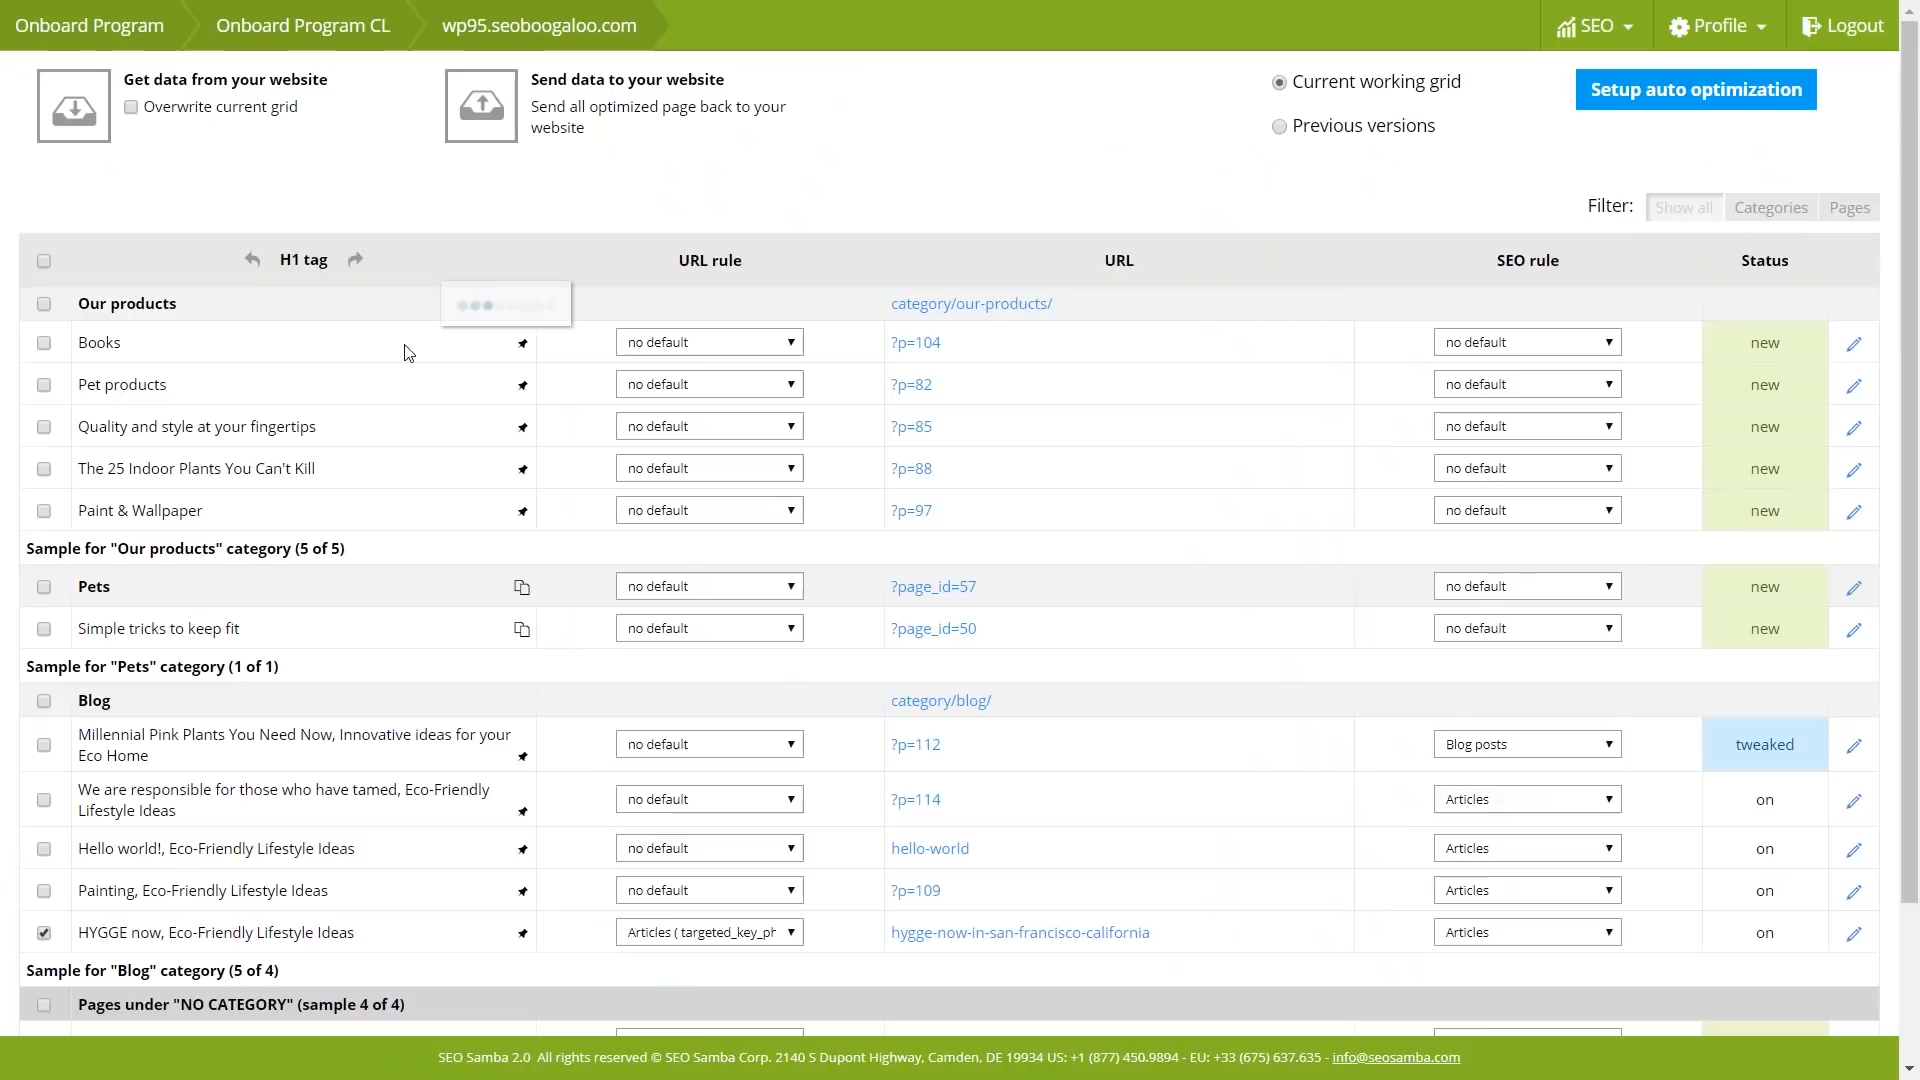 Onboard Program Onboard Program CL wp95.seoboogaloo.com SEO Profile Logout
Get data from your website
Overwrite current grid
Send data to your website
Send all optimized page back to your
website
Current working grid
Previous versions
Setup auto optimization
Filter: Show all Categories Pages
H1 tag URL rule URL SEO rule Status
Our products category/our-products/
Books no default ?p=104 no default new
Pet products no default ?p=82 no default new
Quality and style at your fingertips no default ?p=85 no default new
The 25 Indoor Plants You Can't Kill no default ?p=88 no default new
Paint & Wallpaper no default ?p=97 no default new
Sample for "Our products" category (5 of 5)
Pets no default ?page_id=57 no default new
Simple tricks to keep fit no default ?page_id=50 no default new
Sample for "Pets" category (1 of 1)
Blog category/blog/
Millennial Pink Plants You Need Now, Innovative ideas for your
Eco Home no default ?p=112 Blog posts tweaked
We are responsible for those who have tamed, Eco-Friendly
Lifestyle Ideas no default ?p=114 Articles on
Hello world!, Eco-Friendly Lifestyle Ideas no default hello-world Articles on
Painting, Eco-Friendly Lifestyle Ideas no default ?p=109 Articles on
HYGGE now, Eco-Friendly Lifestyle Ideas Articles ( targeted_key_ph hygge-now-in-san-francisco-california Articles on
Sample for "Blog" category (5 of 4)
Pages under "NO CATEGORY" (sample 4 of 4)
SEO Samba 2.0 All rights reserved © SEO Samba Corp. 2140 S Dupont Highway, Camden, DE 19934 US: +1 (877) 450.9894 - EU: +33 (675) 637.635 - info@seosamba.com